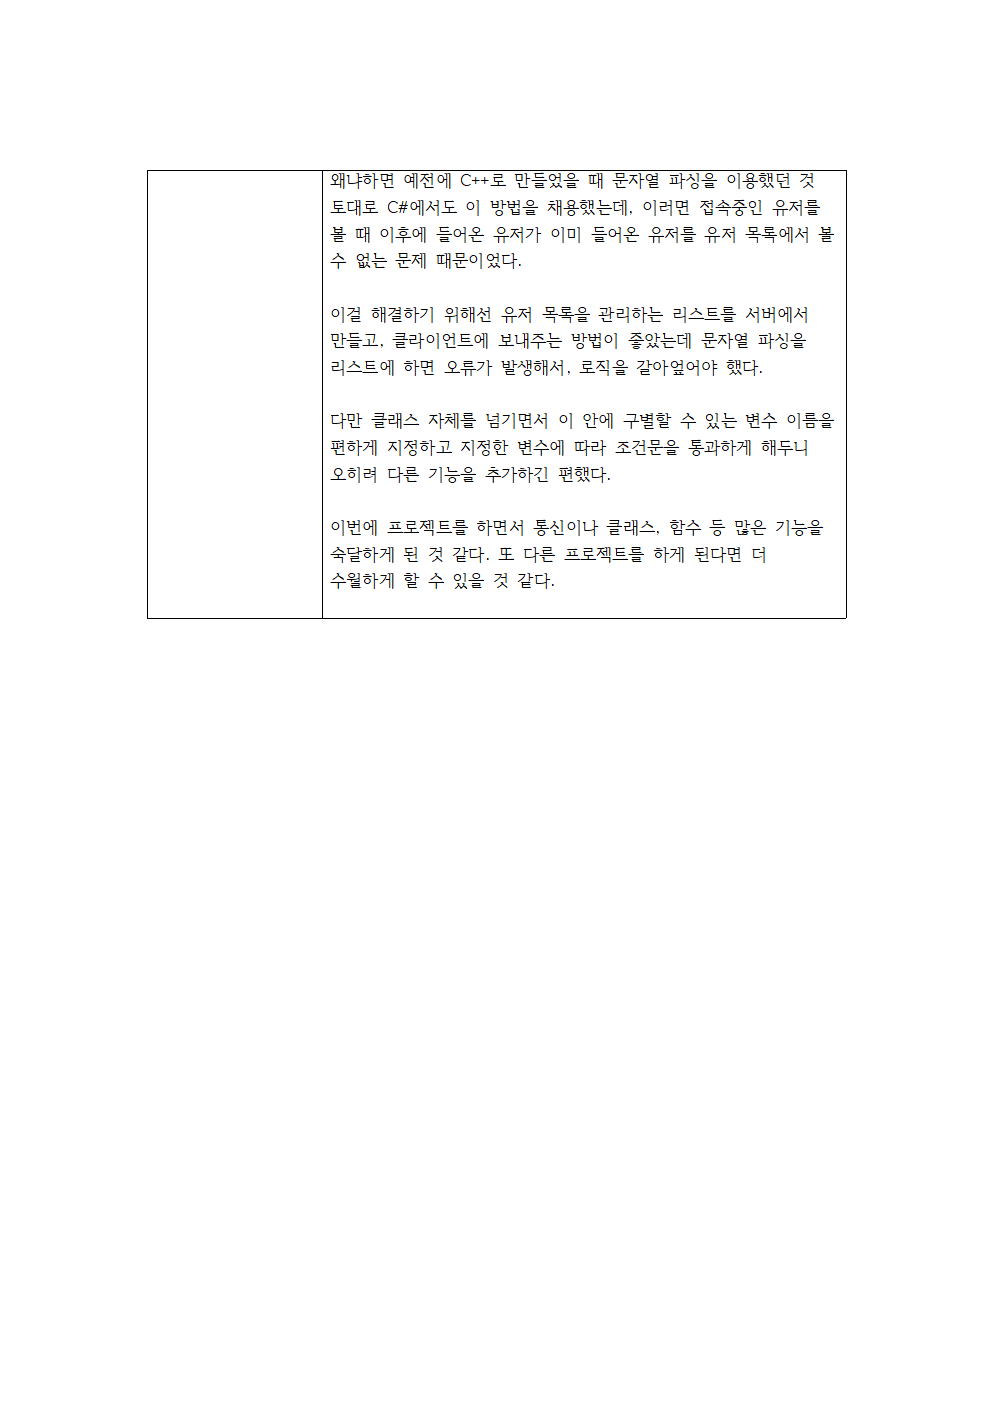 왜냐하면 예전에 C++로 만들었을 때 문자열 파싱을 이용했던 것
토대로 C#에서도 이 방법을 채용했는데, 이러면 접속중인 유저를
볼 때 이후에 들어온 유저가 이미 들어온 유저를 유저 목록에서 볼
수 없는 문제 때문이었다.
이걸 해결하기 위해선 유저 목록을 관리하는 리스트를 서버에서
만들고, 클라이언트에 보내주는 방법이 좋았는데 문자열 파싱을
리스트에 하면 오류가 발생해서, 로직을 갈아엎어야 했다.
다만 클래스 자체를 넘기면서 이 안에 구별할 수 있는 변수 이름을
편하게 지정하고 지정한 변수에 따라 조건문을 통과하게 해두니
오히려 다른 기능을 추가하긴 편했다.
이번에 프로젝트를 하면서 통신이나 클래스, 함수 등 많은 기능을
숙달하게 된 것 같다. 또 다른 프로젝트를 하게 된다면 더
수월하게 할 수 있을 것 같다.